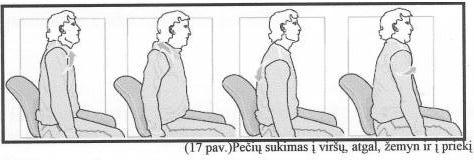 (17 pav.)Pečių sukimas į viršų, atgal, žemyn ir į priekį